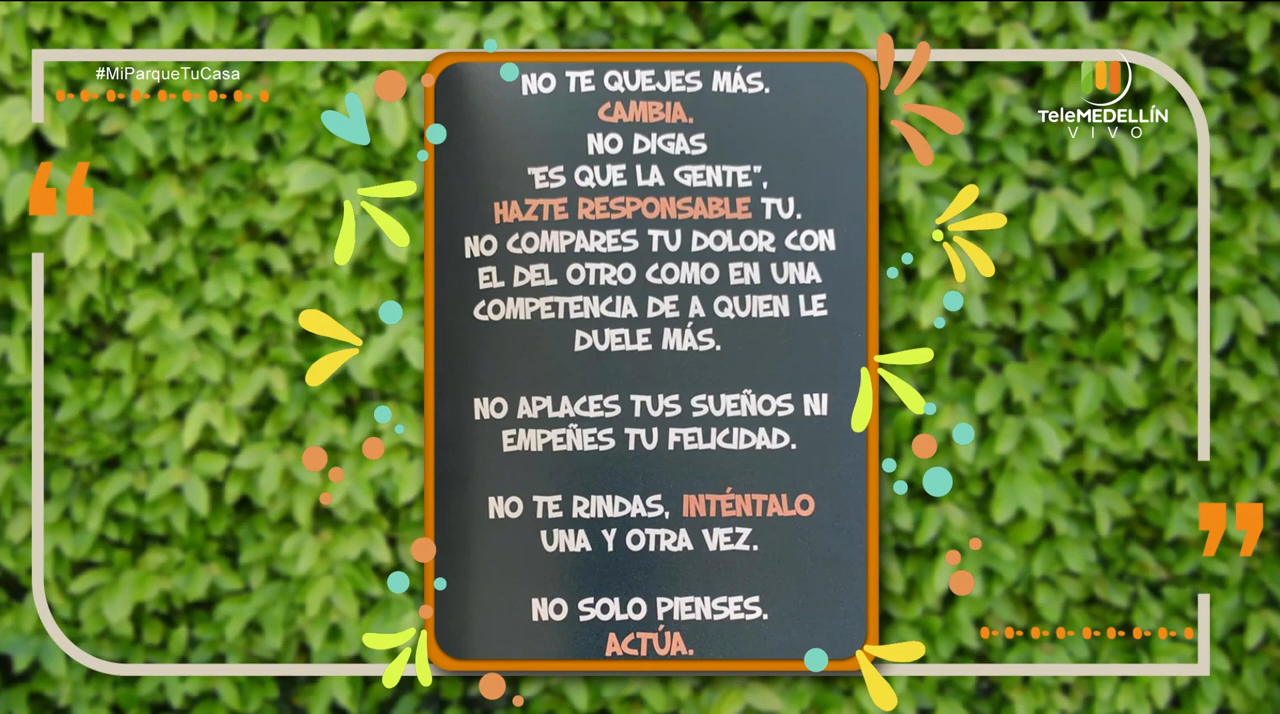 #MiParqueTuCasa
TeleMEDELLÍN
VIVO
NO TE QUEJES MÁS.
CAMBIA.
NO DIGAS
"ES QUE LA GENTE",
HAZTE RESPONSABLE TU.
NO COMPARES TU DOLOR CON
EL DEL OTRO COMO EN UNA
COMPETENCIA DE A QUIEN LE
DUELE MÁS.
NO APLACES TUS SUEÑOS NI
EMPEÑES TU FELICIDAD.
NO TE RINDAS, INTÉNTALO
UNA Y OTRA VEZ.
NO SOLO PIENSES.
ACTÚA.